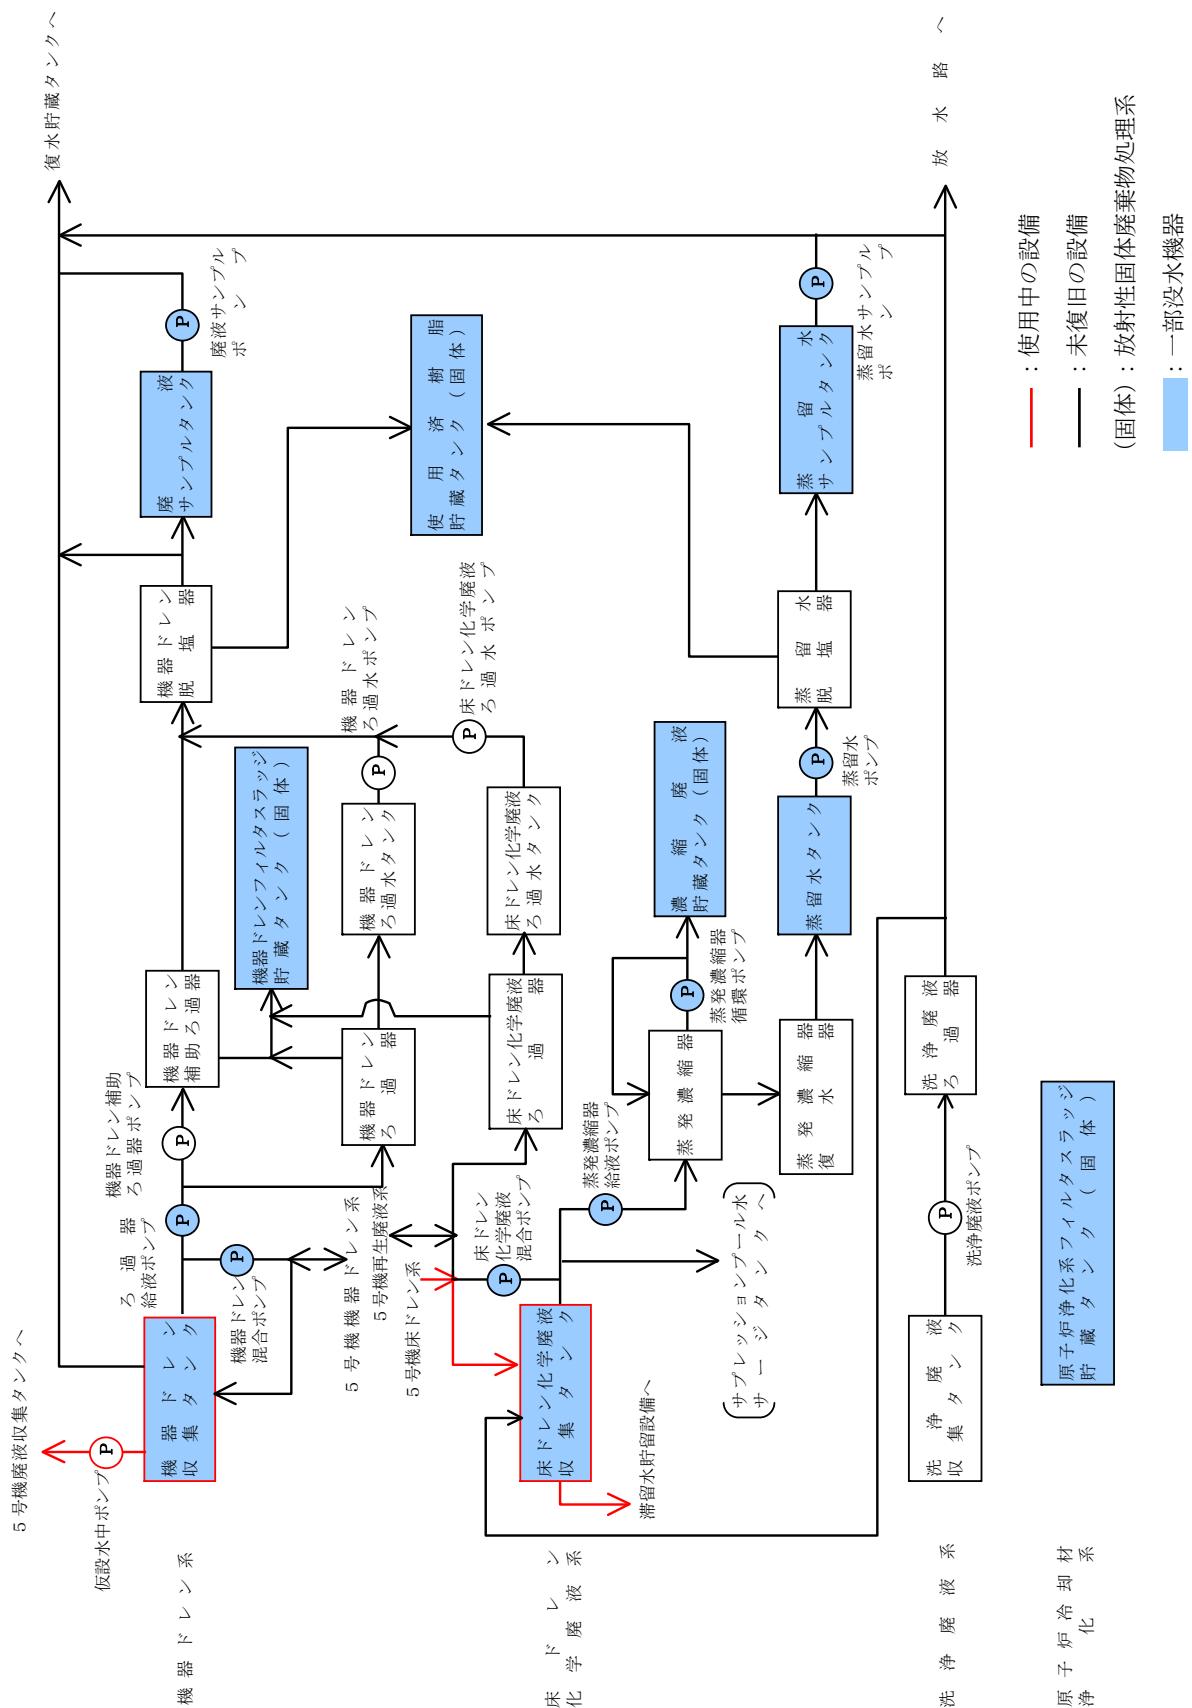 復水貯蔵タンクへ
放水路へ
廃液サンプル
ポンプ
廃液
サンプルタンク
使用済樹脂
貯蔵タンク(固体)
蒸留水サンプル
ポンプ
蒸留水
サンプルタンク
機器ドレン
脱塩器
機器ドレン
ろ過水ポンプ
床ドレン化学廃液
ろ過水ポンプ
蒸留水
脱塩器
機器ドレンフィルタスラッジ
貯蔵タンク(固体)
機器ドレン
ろ過水タンク
床ドレン化学廃液
ろ過水タンク
濃縮廃液
貯蔵タンク(固体)
蒸留水タンク
蒸留水
ポンプ
機器ドレン
補助ろ過器
機器ドレン
ろ過器
床ドレン化学廃液
ろ過器
蒸発濃縮器
循環ポンプ
蒸発濃縮器
蒸発濃縮器
復水器
洗浄廃液
ろ過器
機器ドレン補助
ろ過器ポンプ
ろ過器
給液ポンプ
機器ドレン
混合ポンプ
5号機機器ドレン系
5号機再生廃液系
5号機床ドレン系
床ドレン
化学廃液
混合ポンプ
蒸発濃縮器
給液ポンプ
サプレッションプール水
サージタンクへ
洗浄廃液ポンプ
5号機廃液収集タンクへ
仮設水中ポンプ
機器ドレン
収集タンク
床ドレン化学廃液
収集タンク
滞留水貯留設備へ
洗浄廃液
収集タンク
原子炉浄化系フィルタスラッジ
貯蔵タンク(固体)
機器ドレン系
床ドレン
化学廃液系
洗浄廃液系
原子炉冷却材
浄化系
P
P
P
P
P
P
P
P
P
P
P
P
P
P
:使用中の設備
:未復旧の設備
(固体):放射性固体廃棄物処理系
:一部没水機器